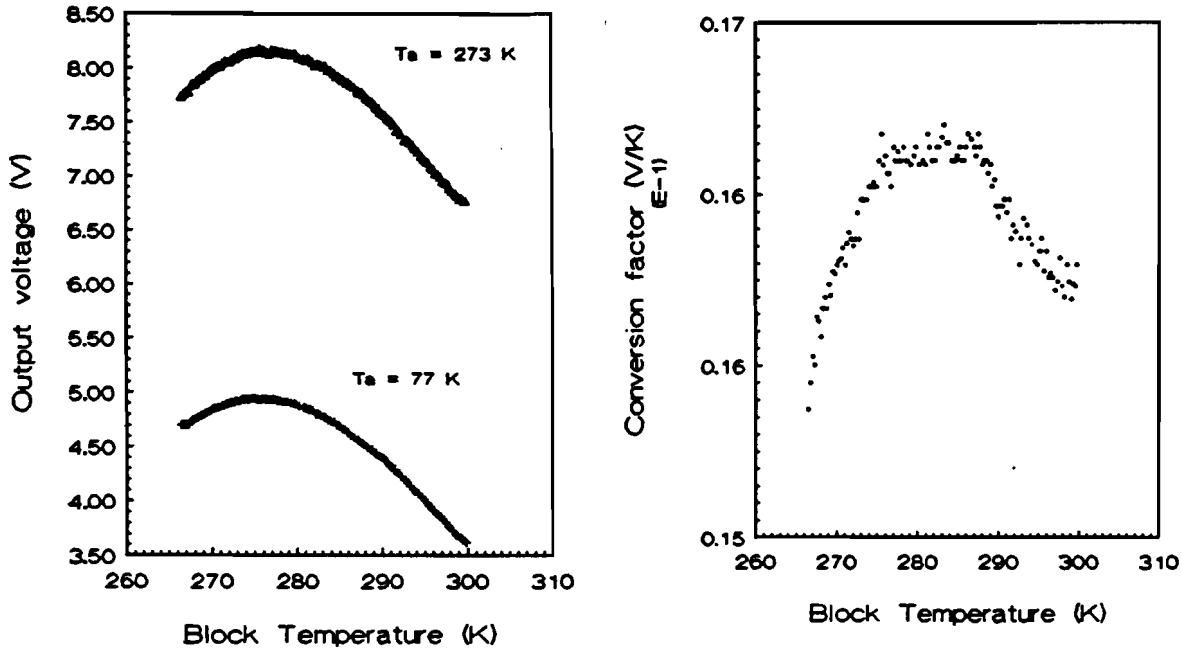 8.50
8.00
7.50
7.00
6.50
6.00
5.50
5.00
4.50
4.00
3.50
Output voltage (V)
Ta = 273 K
Ta = 77 K
260 270 280 290 300 310
Block Temperature (K)
0.17
0.16
0.16
0.15
Conversion factor (V/K)
(E-1)
260 270 280 290 300 310
Block Temperature (K)